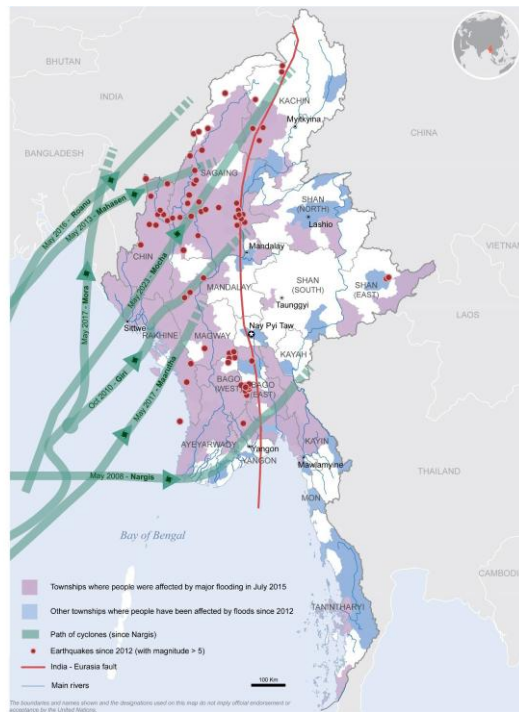 BHUTAN
INDIA
KACHIN
Myitkyina
CHINA
BANGLADESH
SAGAING
May 2016 - Roanu
May 2013 - Mahasen
SHAN
(NORTH)
Lashio
VIETNAM
May 2023 - Mocha
Mandalay
CHIN
MANDALAY
SHAN
(SOUTH)
SHAN
(EAST)
May 2017 - Mora
Taunggyi
LAOS
Sittwe
RAKHINE
MAGWAY
Nay Pyi Taw
KAYAH
Oct 2010 - Giri
May 2017 - Maarutha
BAGO
(WEST)
BAGO
(EAST)
AYEYARWADY
Yangon
YANGON
KAYIN
Mawlamyine
THAILAND
May 2008 - Nargis
MON
Bay of Bengal
CAMBOD
TANINTHARYI
Townships where people were affected by major flooding in July 2015
Other townships where people have been affected by floods since 2012
Path of cyclones (since Nargis)
Earthquakes since 2012 (with magnitude > 5)
India - Eurasia fault
Main rivers
100 Km
The boundaries and names shown and the designations used on this map do not imply official endorsement or
acceptance by the United Nations.